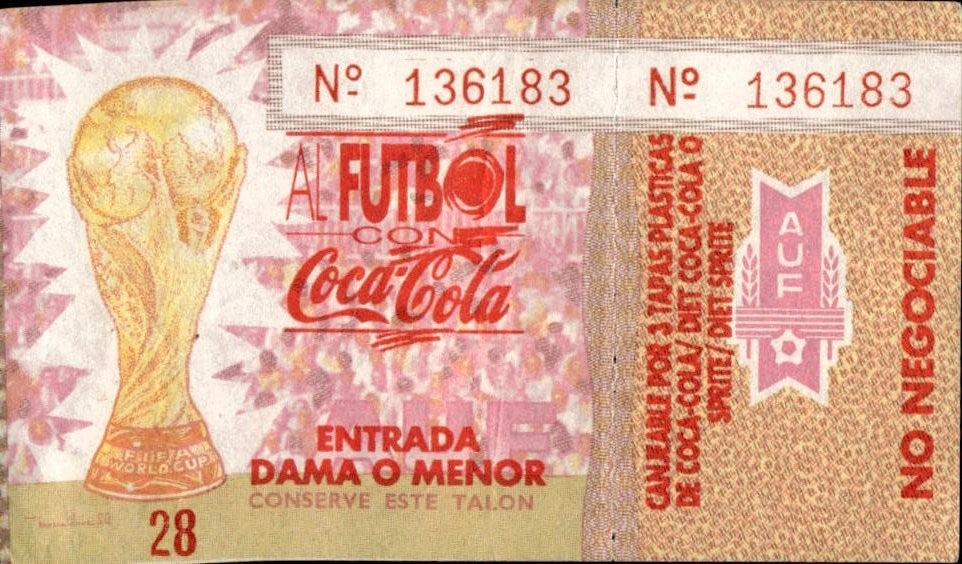 Nº 136183
AL FUTBOL
CON
Coca-Cola
AUF
ENTRADA
DAMA O MENOR
CONSERVE ESTE TALON
FIFA
WORLD CUP
28
Nº 136183
CANJEABLE POR 3 TAPAS PLASTICAS
DE COCA-COLA/ DIET COCA-COLA O
SPRITE/ DIET SPRITE
AUF
NO NEGOCIABLE